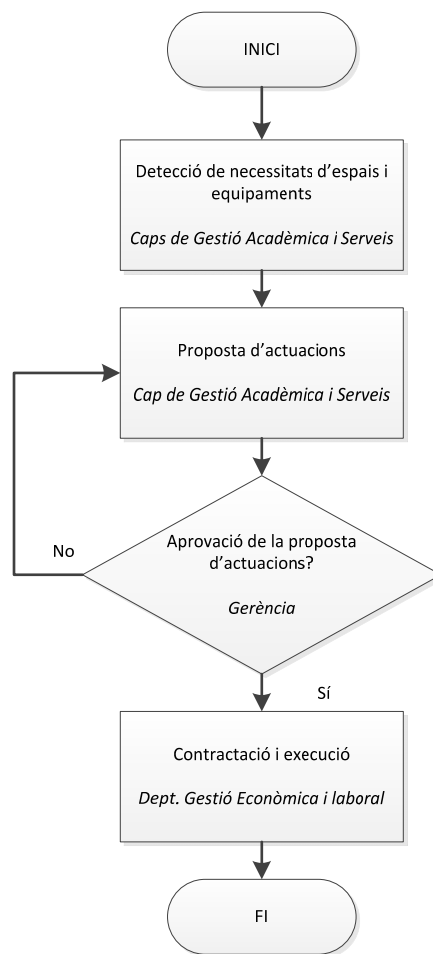 INICI
Detecció de necessitats d’espais i
equipaments
Caps de Gestió Acadèmica i Serveis
Proposta d’actuacions
Cap de Gestió Acadèmica i Serveis
No
Aprovació de la proposta
d’actuacions?
Gerència
Sí
Contractació i execució
Dept. Gestió Econòmica i laboral
FI